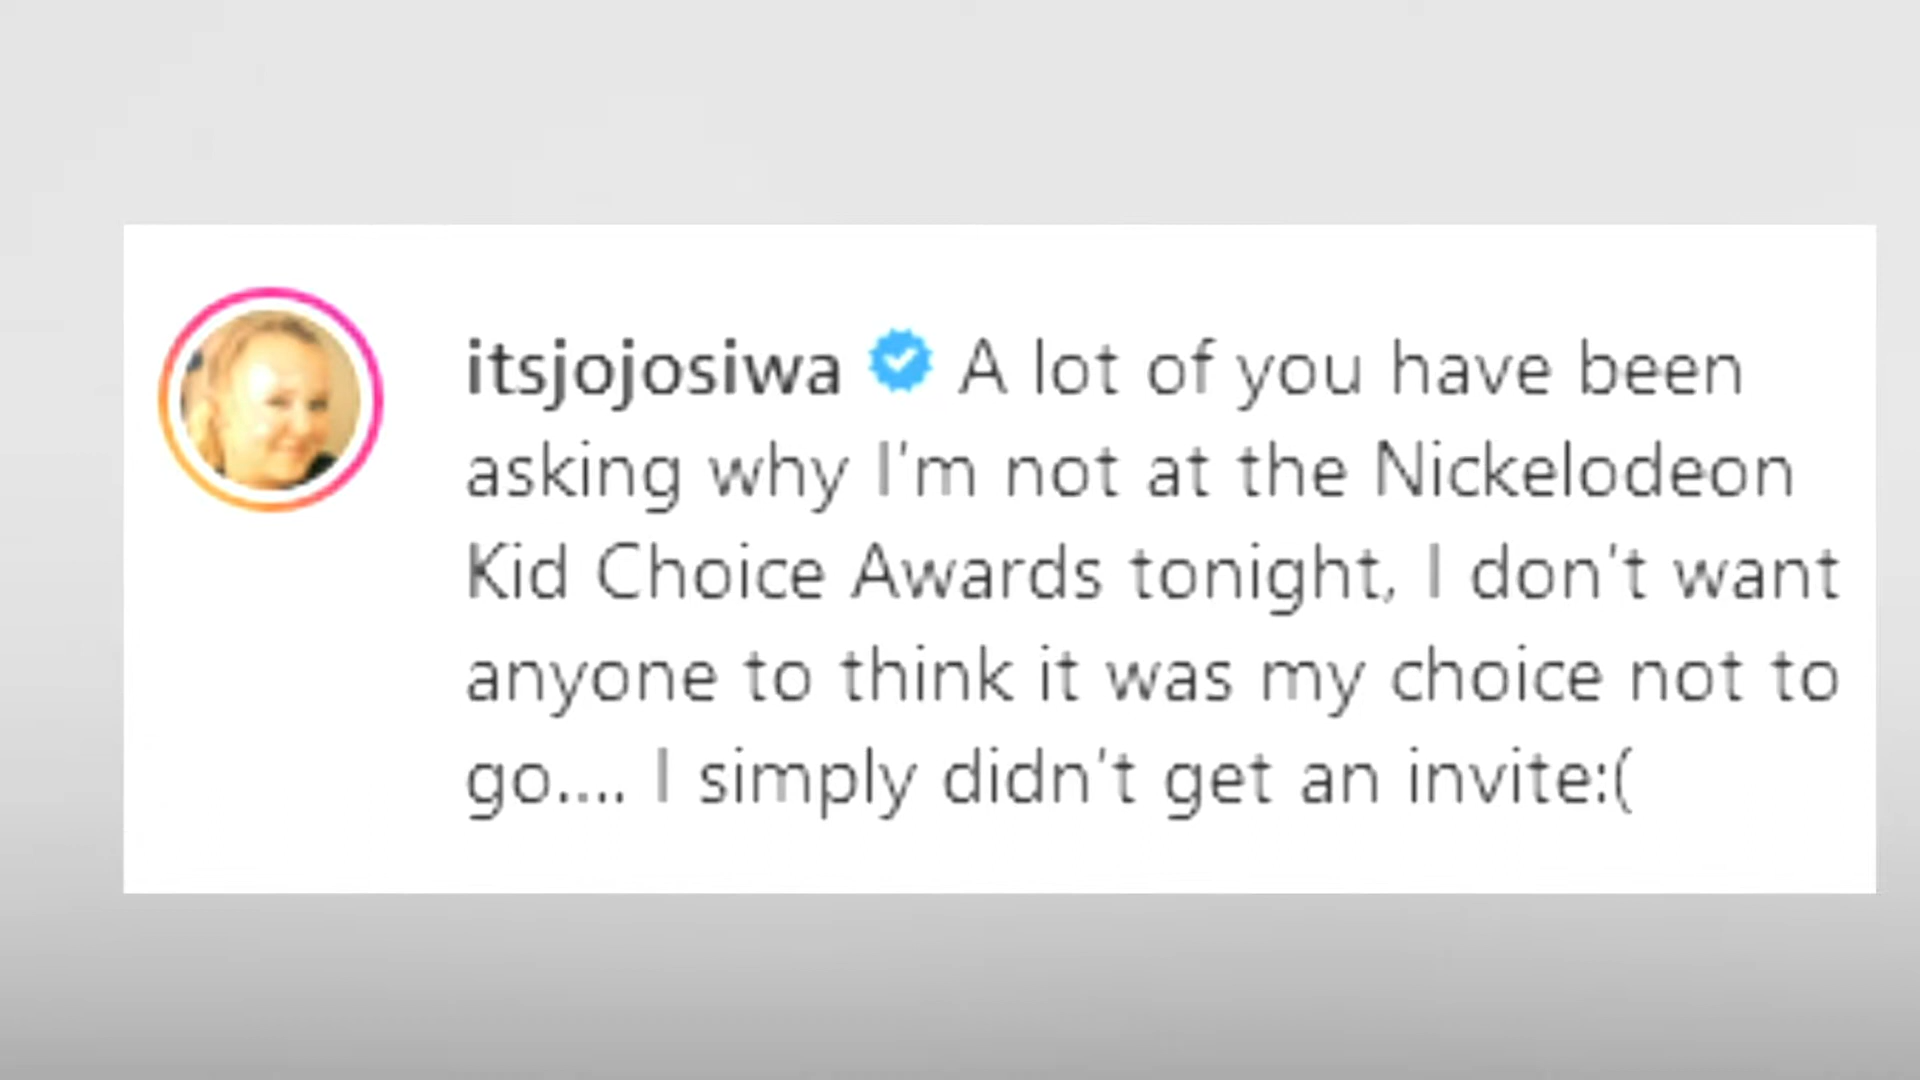 itsjojosiwa A lot of you have been
asking why I'm not at the Nickelodeon
Kid Choice Awards tonight, I don't want
anyone to think it was my choice not to
go.... I simply didn't get an invite:(